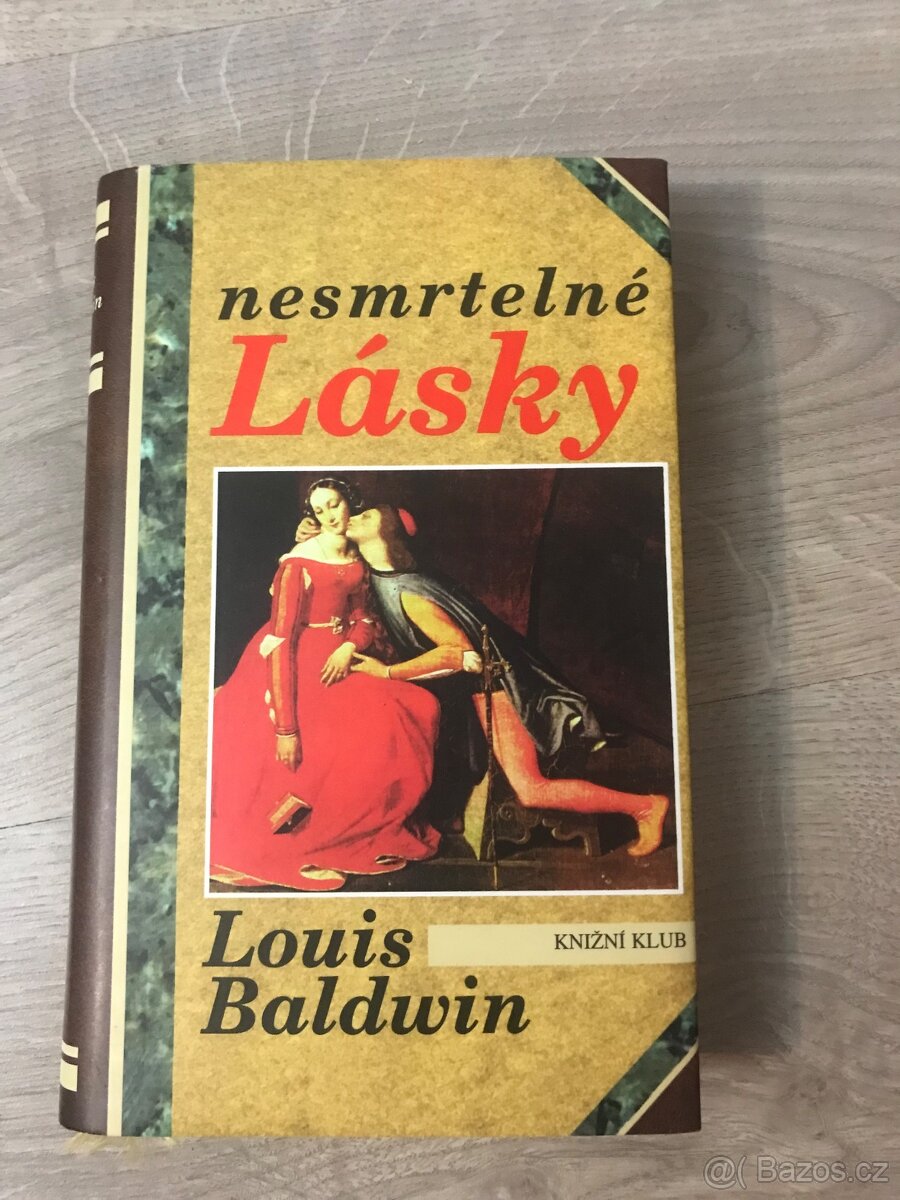 nesmrtelné
Lásky
Louis
Baldwin
KNIŽNÍ KLUB
@( Bazos.cz